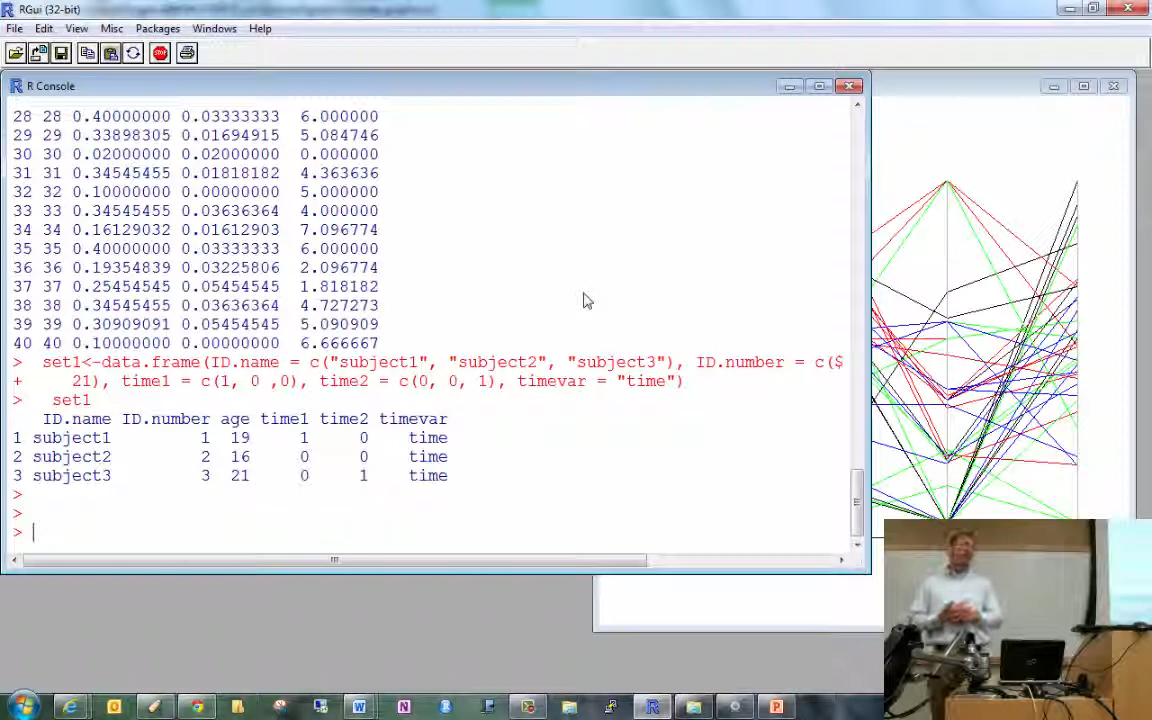 RGui (32-bit)
File Edit View Misc Packages Windows Help
R Console
28 28 0.40000000 0.03333333 6.000000
29 29 0.33898305 0.01694915 5.084746
30 30 0.02000000 0.02000000 0.000000
31 31 0.34545455 0.01818182 4.363636
32 32 0.10000000 0.00000000 5.000000
33 33 0.34545455 0.03636364 4.000000
34 34 0.16129032 0.01612903 7.096774
35 35 0.40000000 0.03333333 6.000000
36 36 0.19354839 0.03225806 2.096774
37 37 0.25454545 0.05454545 1.818182
38 38 0.34545455 0.03636364 4.727273
39 39 0.30909091 0.05454545 5.090909
40 40 0.10000000 0.00000000 6.666667
> set1<-data.frame(ID.name = c("subject1", "subject2", "subject3"), ID.number = c($
+ 21), time1 = c(1, 0 ,0), time2 = c(0, 0, 1), timevar = "time")
> set1
ID.name ID.number age time1 time2 timevar
1 subject1 1 19 1 0 time
2 subject2 2 16 0 0 time
3 subject3 3 21 0 1 time
>
>
>